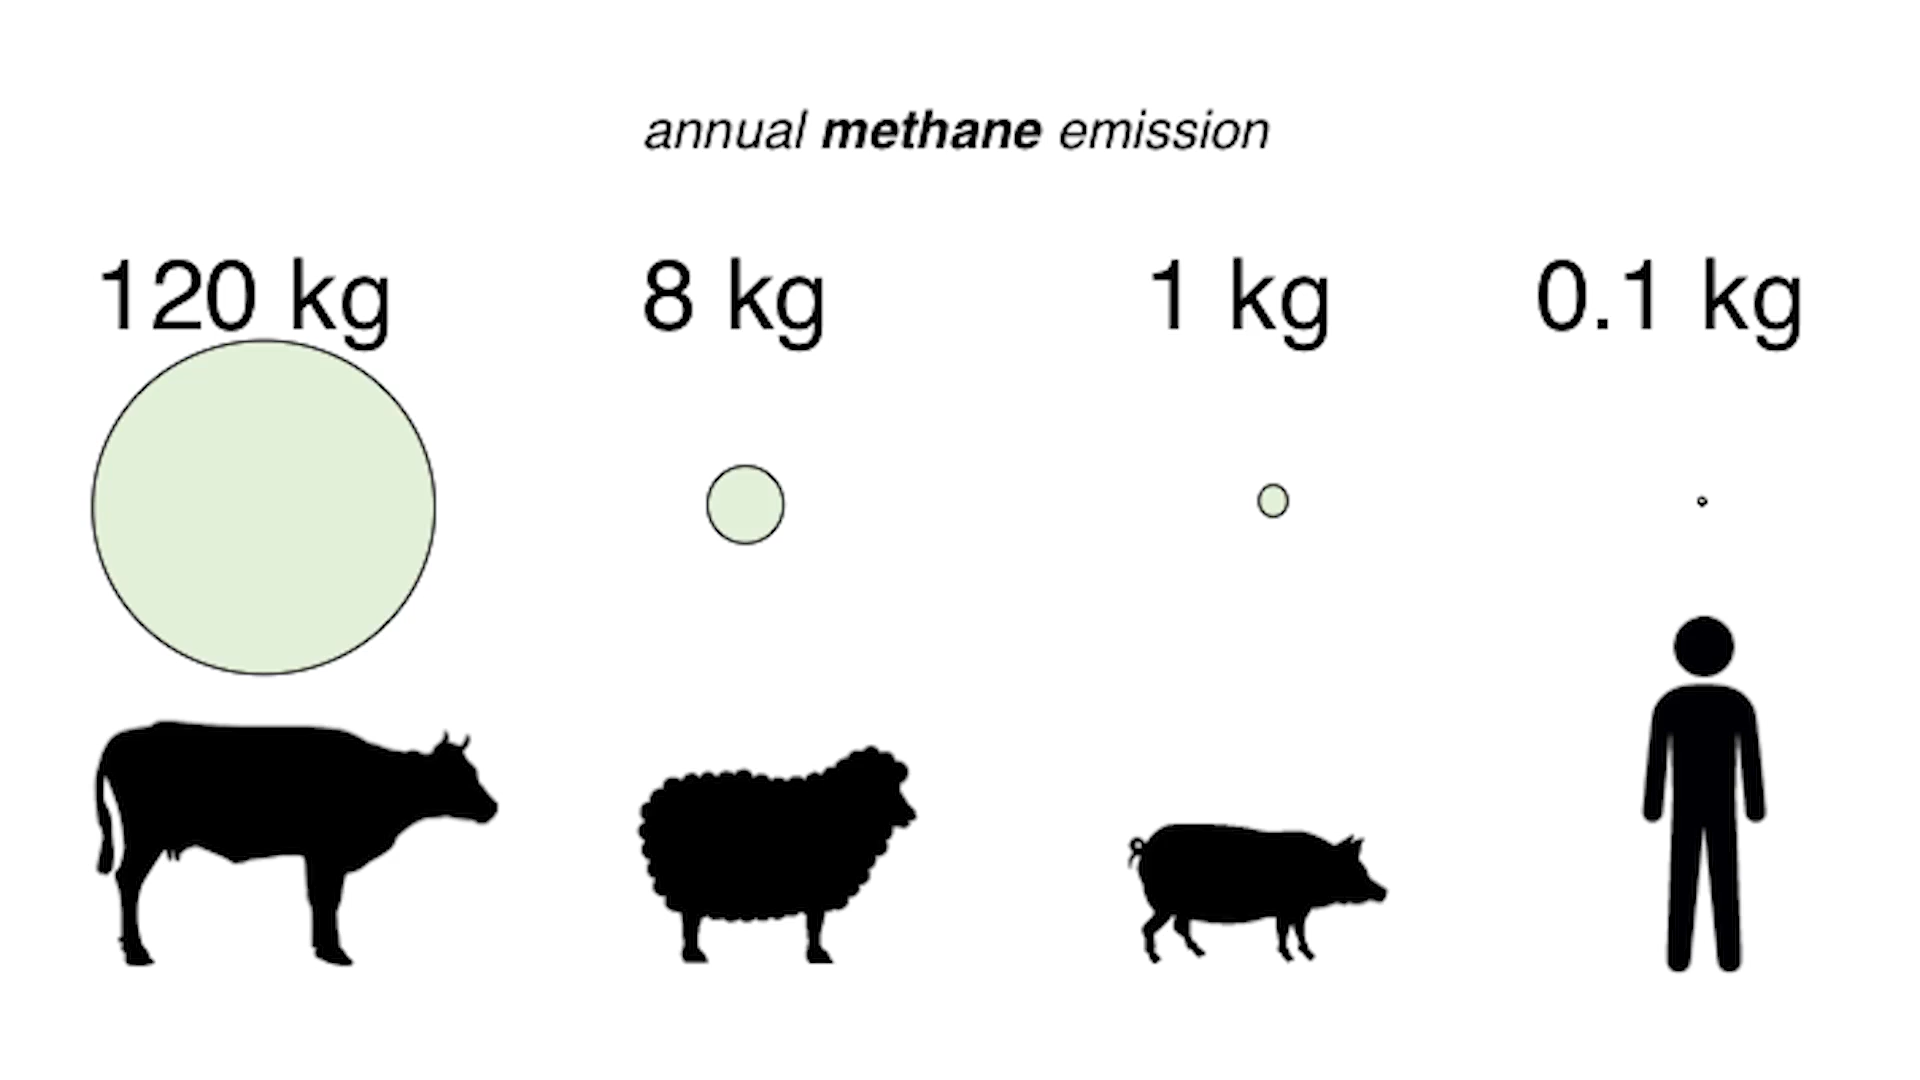 annual methane emission
120 kg 8 kg 1 kg 0.1 kg